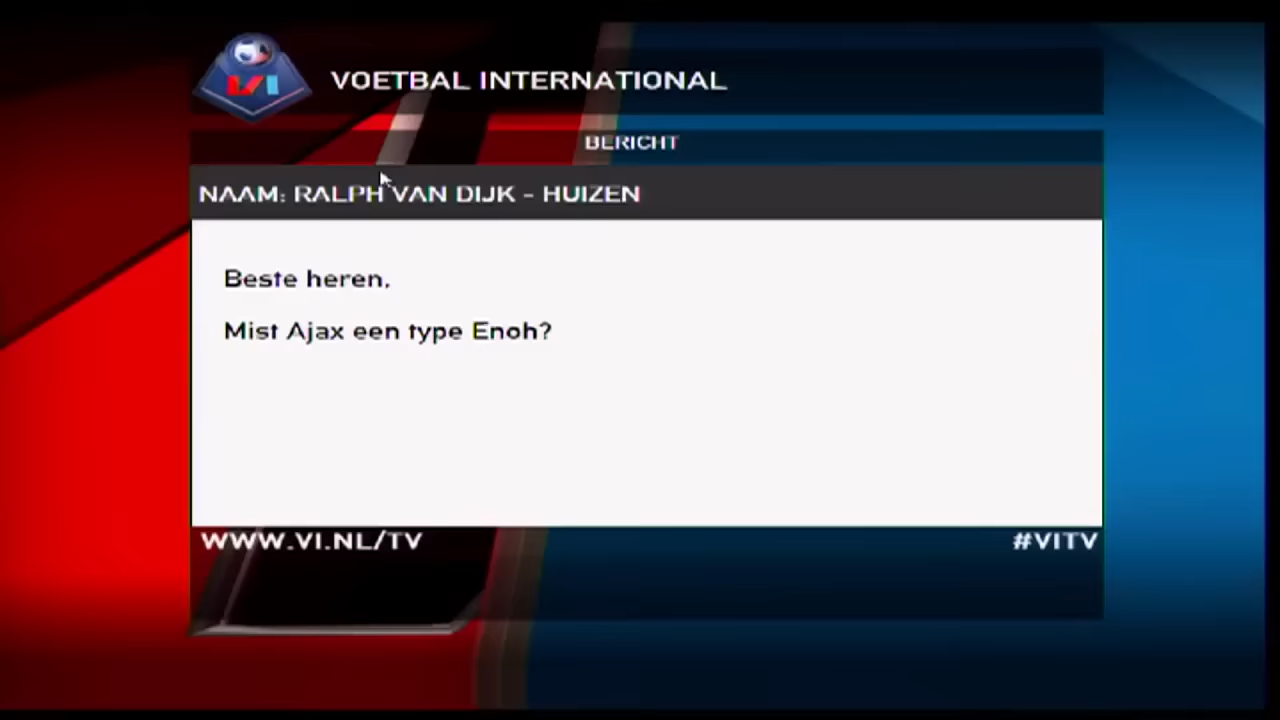 VI
VOETBAL INTERNATIONAL
BERICHT
NAAM: RALPH VAN DIJK - HUIZEN
Beste heren,
Mist Ajax een type Enoh?
WWW.VI.NL/TV
#VITV